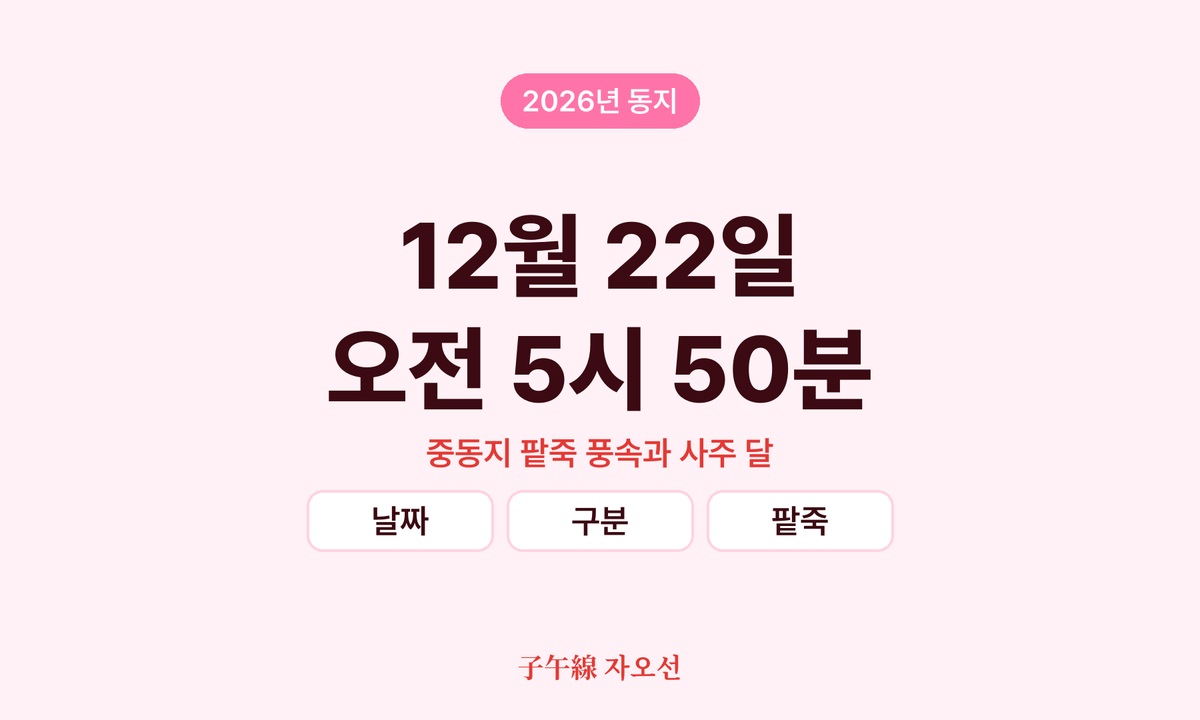 2026년 동지
12월 22일
오전 5시 50분
중동지 팥죽 풍속과 사주 달
날짜 구분 팥죽
子午線 자오선